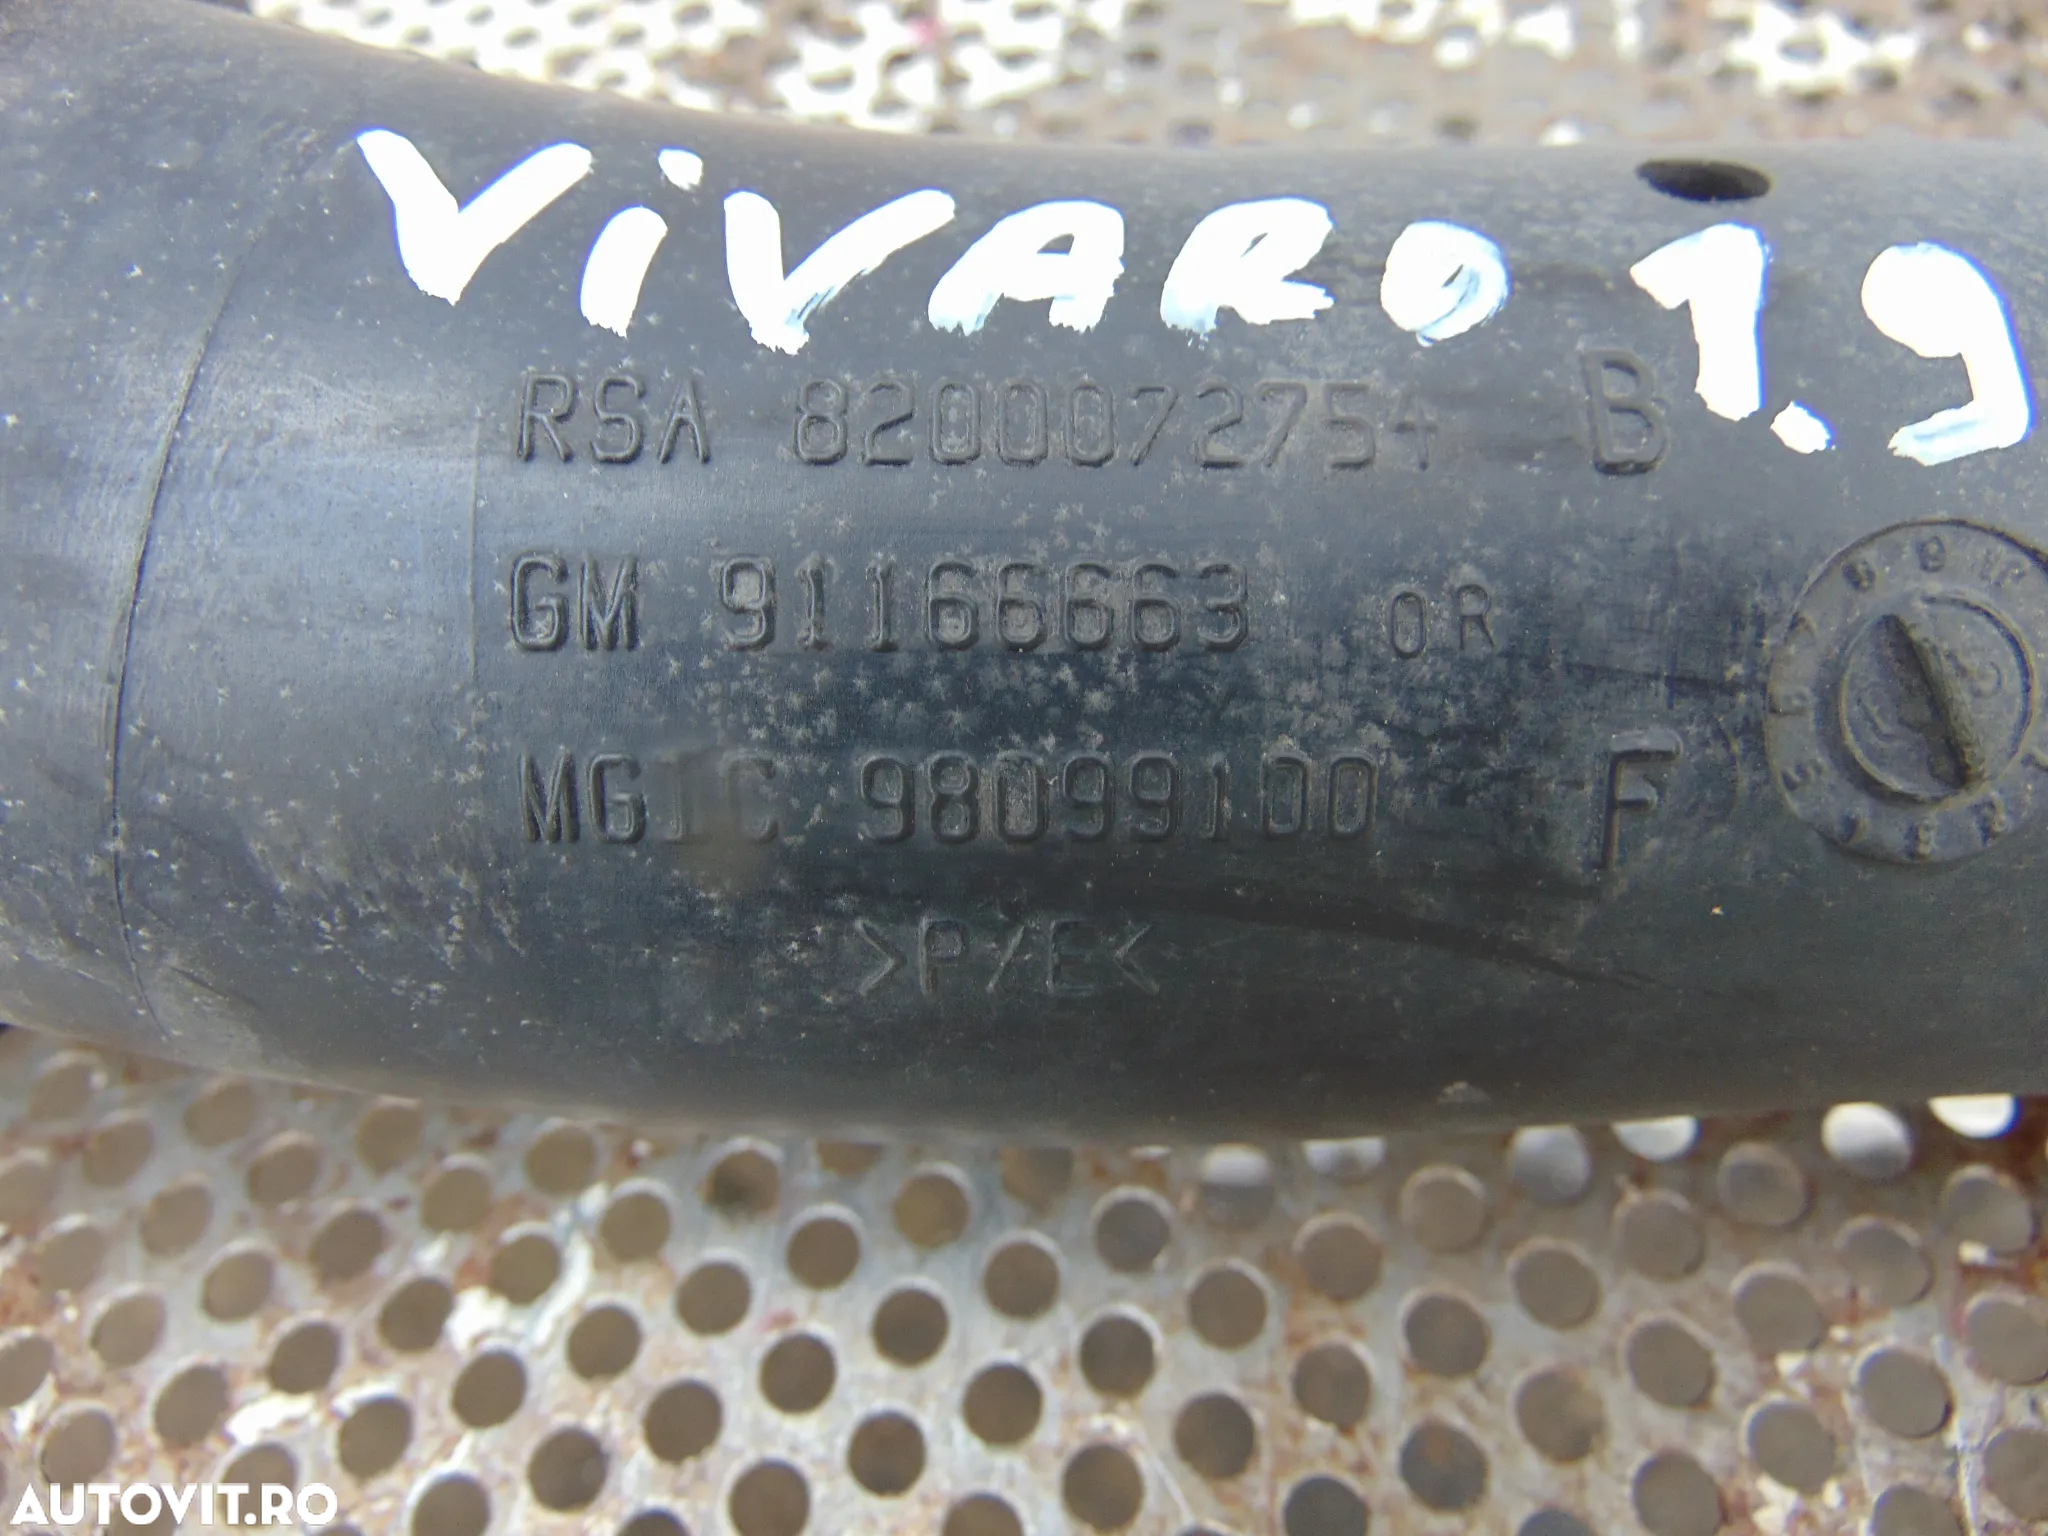 ViVARO 1.9
RSA 8200072754 B
GM 91166663 OR
MGIC 98099100 F
>P/E<
AUTOVIT.RO